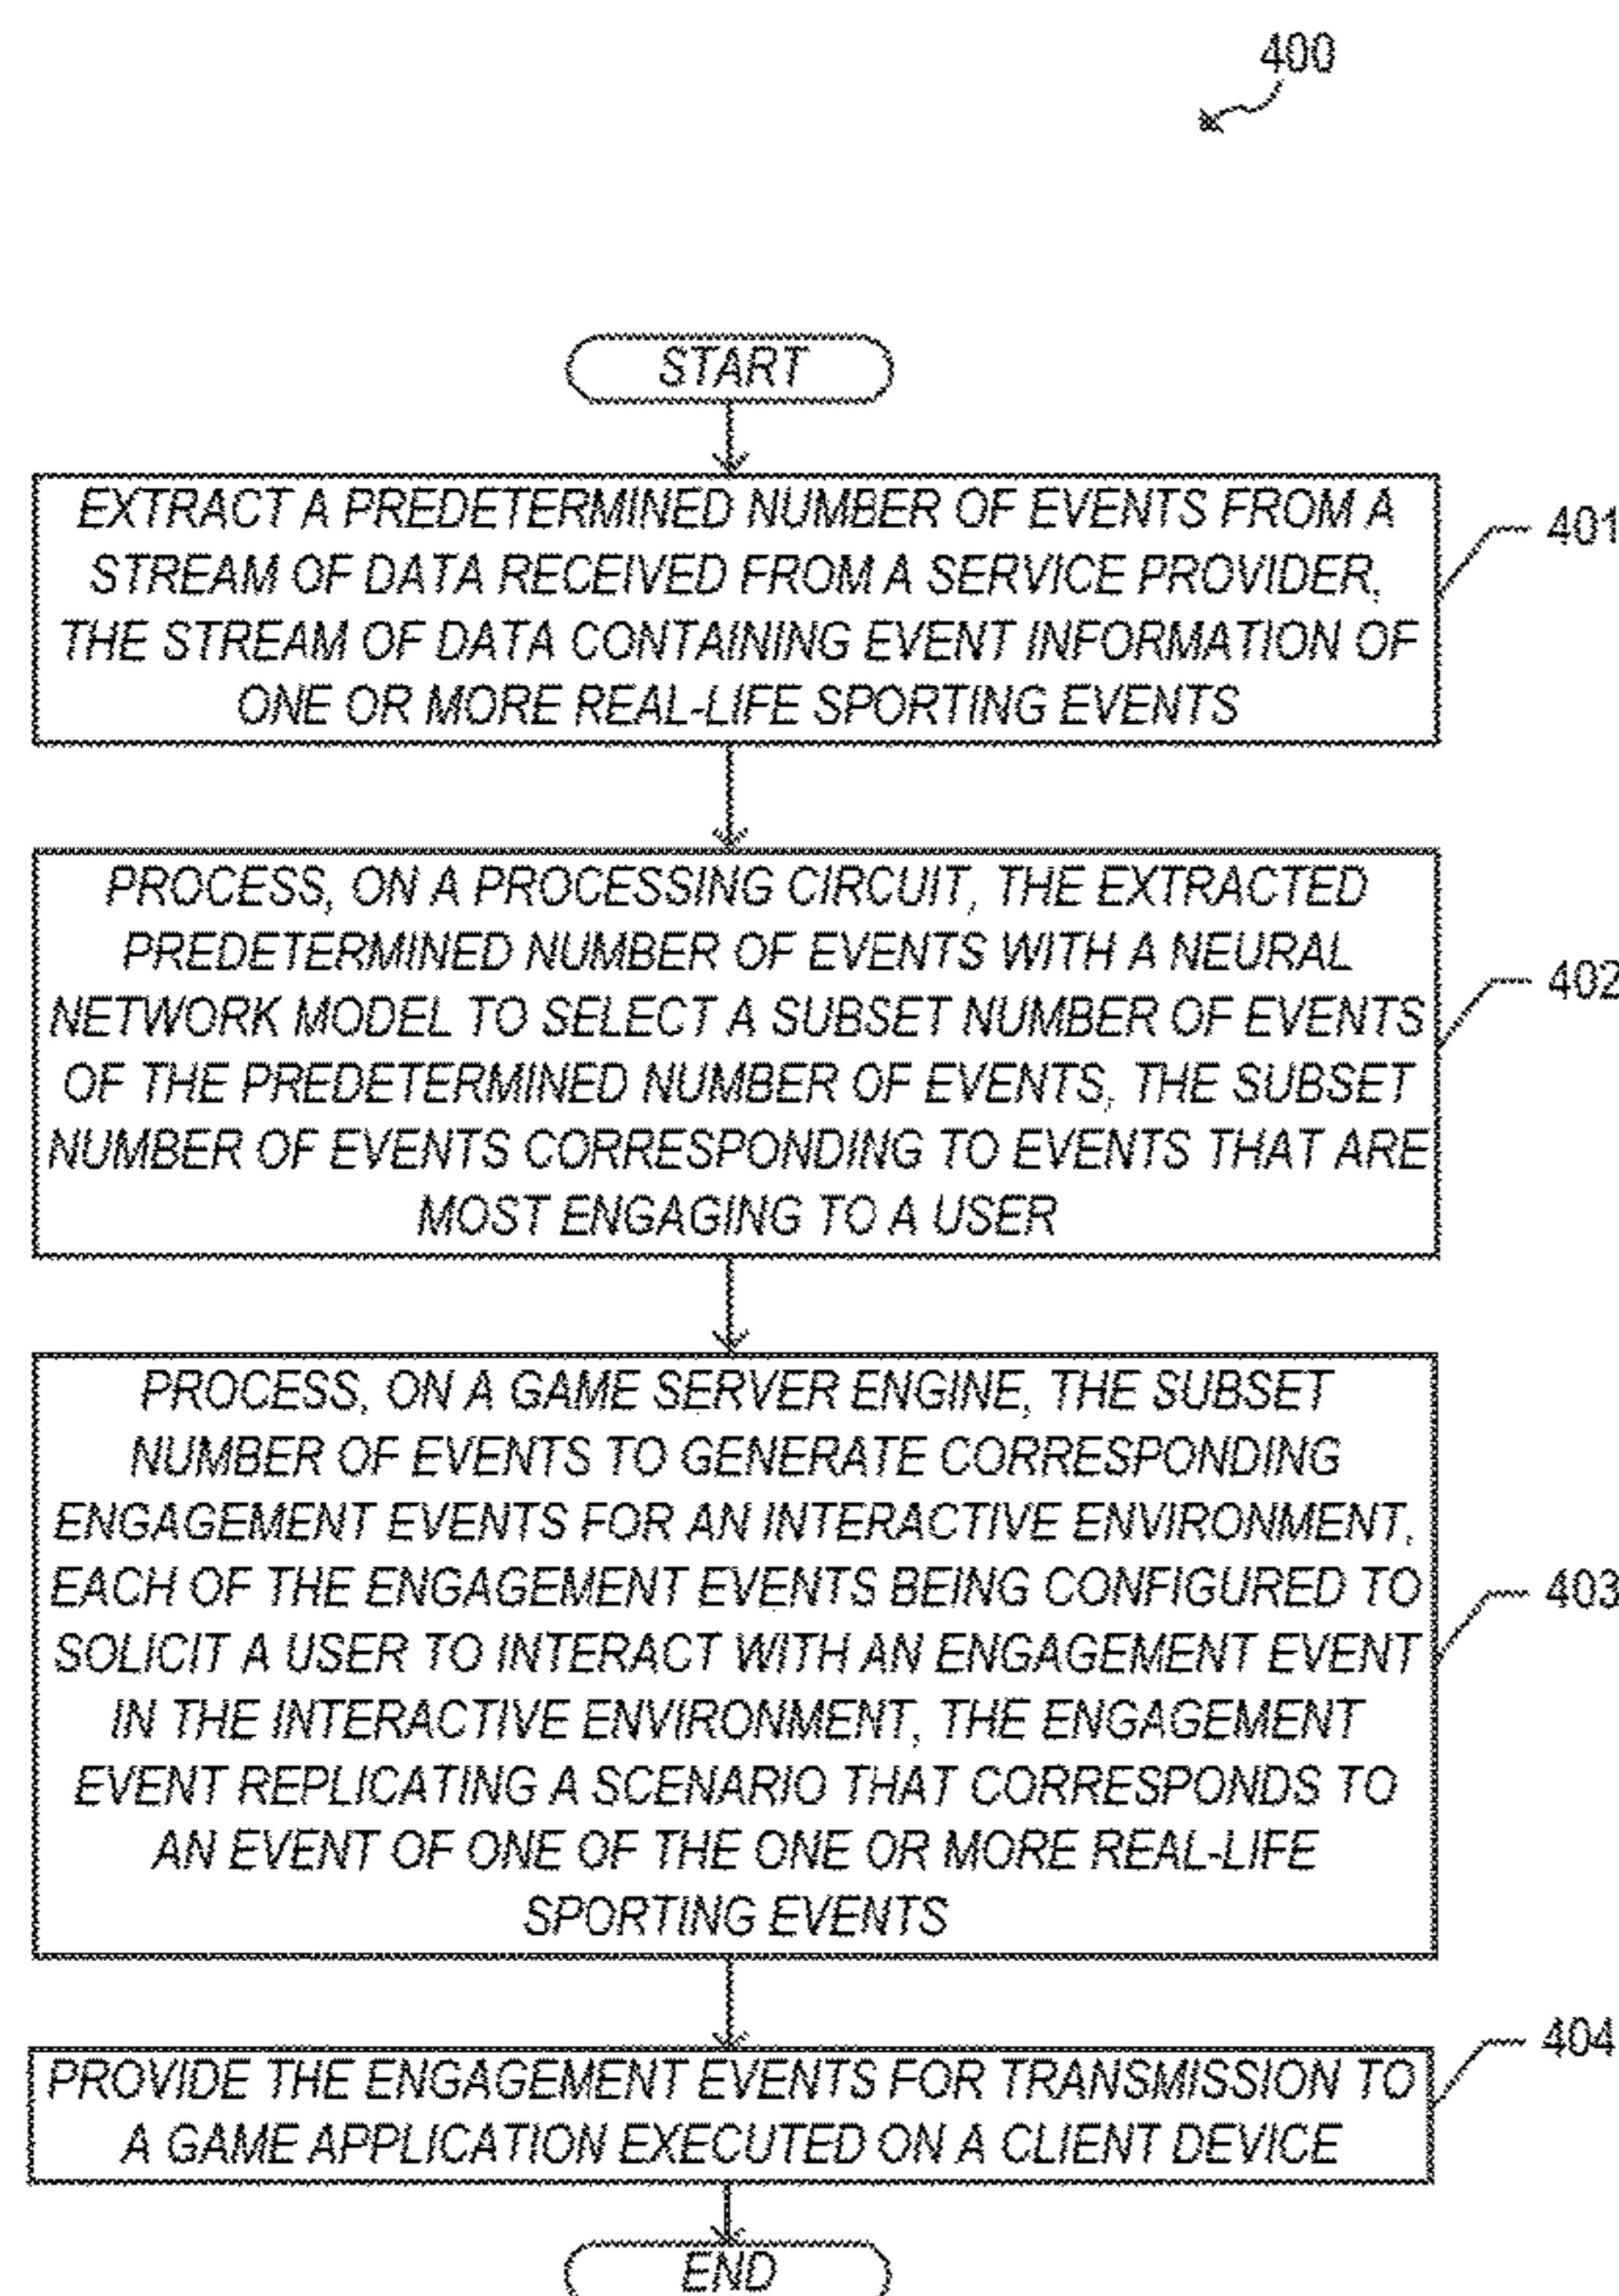 400
START
EXTRACT A PREDETERMINED NUMBER OF EVENTS FROM A
STREAM OF DATA RECEIVED FROM A SERVICE PROVIDER,
THE STREAM OF DATA CONTAINING EVENT INFORMATION OF
ONE OR MORE REAL-LIFE SPORTING EVENTS
401
PROCESS, ON A PROCESSING CIRCUIT, THE EXTRACTED
PREDETERMINED NUMBER OF EVENTS WITH A NEURAL
NETWORK MODEL TO SELECT A SUBSET NUMBER OF EVENTS
OF THE PREDETERMINED NUMBER OF EVENTS, THE SUBSET
NUMBER OF EVENTS CORRESPONDING TO EVENTS THAT ARE
MOST ENGAGING TO A USER
402
PROCESS, ON A GAME SERVER ENGINE, THE SUBSET
NUMBER OF EVENTS TO GENERATE CORRESPONDING
ENGAGEMENT EVENTS FOR AN INTERACTIVE ENVIRONMENT,
EACH OF THE ENGAGEMENT EVENTS BEING CONFIGURED TO
SOLICIT A USER TO INTERACT WITH AN ENGAGEMENT EVENT
IN THE INTERACTIVE ENVIRONMENT, THE ENGAGEMENT
EVENT REPLICATING A SCENARIO THAT CORRESPONDS TO
AN EVENT OF ONE OF THE ONE OR MORE REAL-LIFE
SPORTING EVENTS
403
PROVIDE THE ENGAGEMENT EVENTS FOR TRANSMISSION TO
A GAME APPLICATION EXECUTED ON A CLIENT DEVICE
404
END